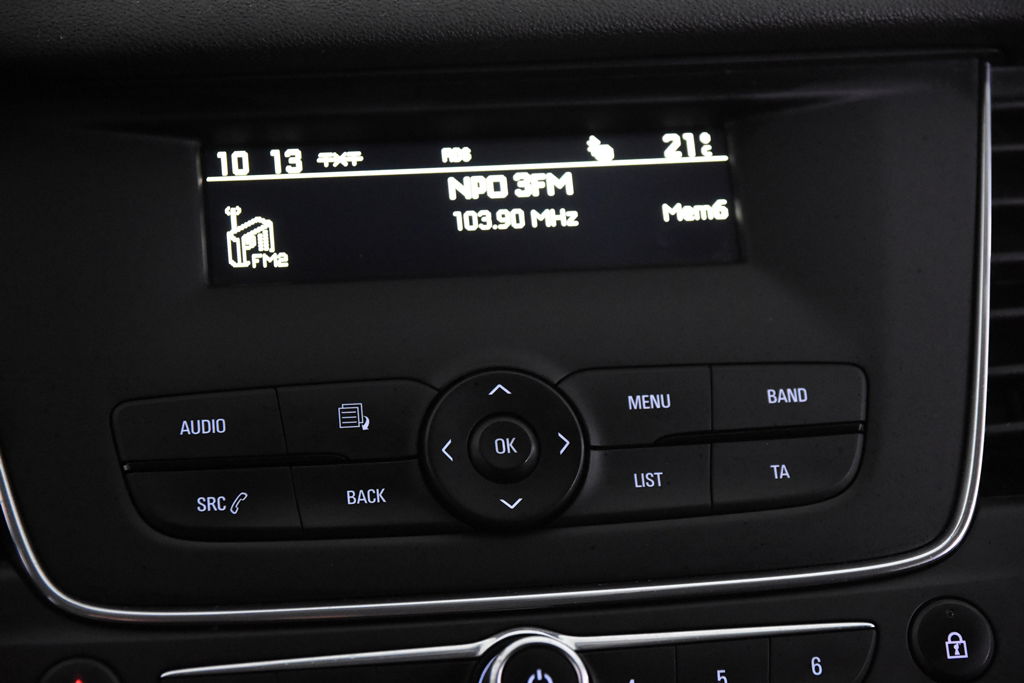 10 13 TXT RDS 21°C
NPO 3FM
103.90 MHz Mem6
FM2
AUDIO MENU BAND
OK
SRC BACK LIST TA
5 6